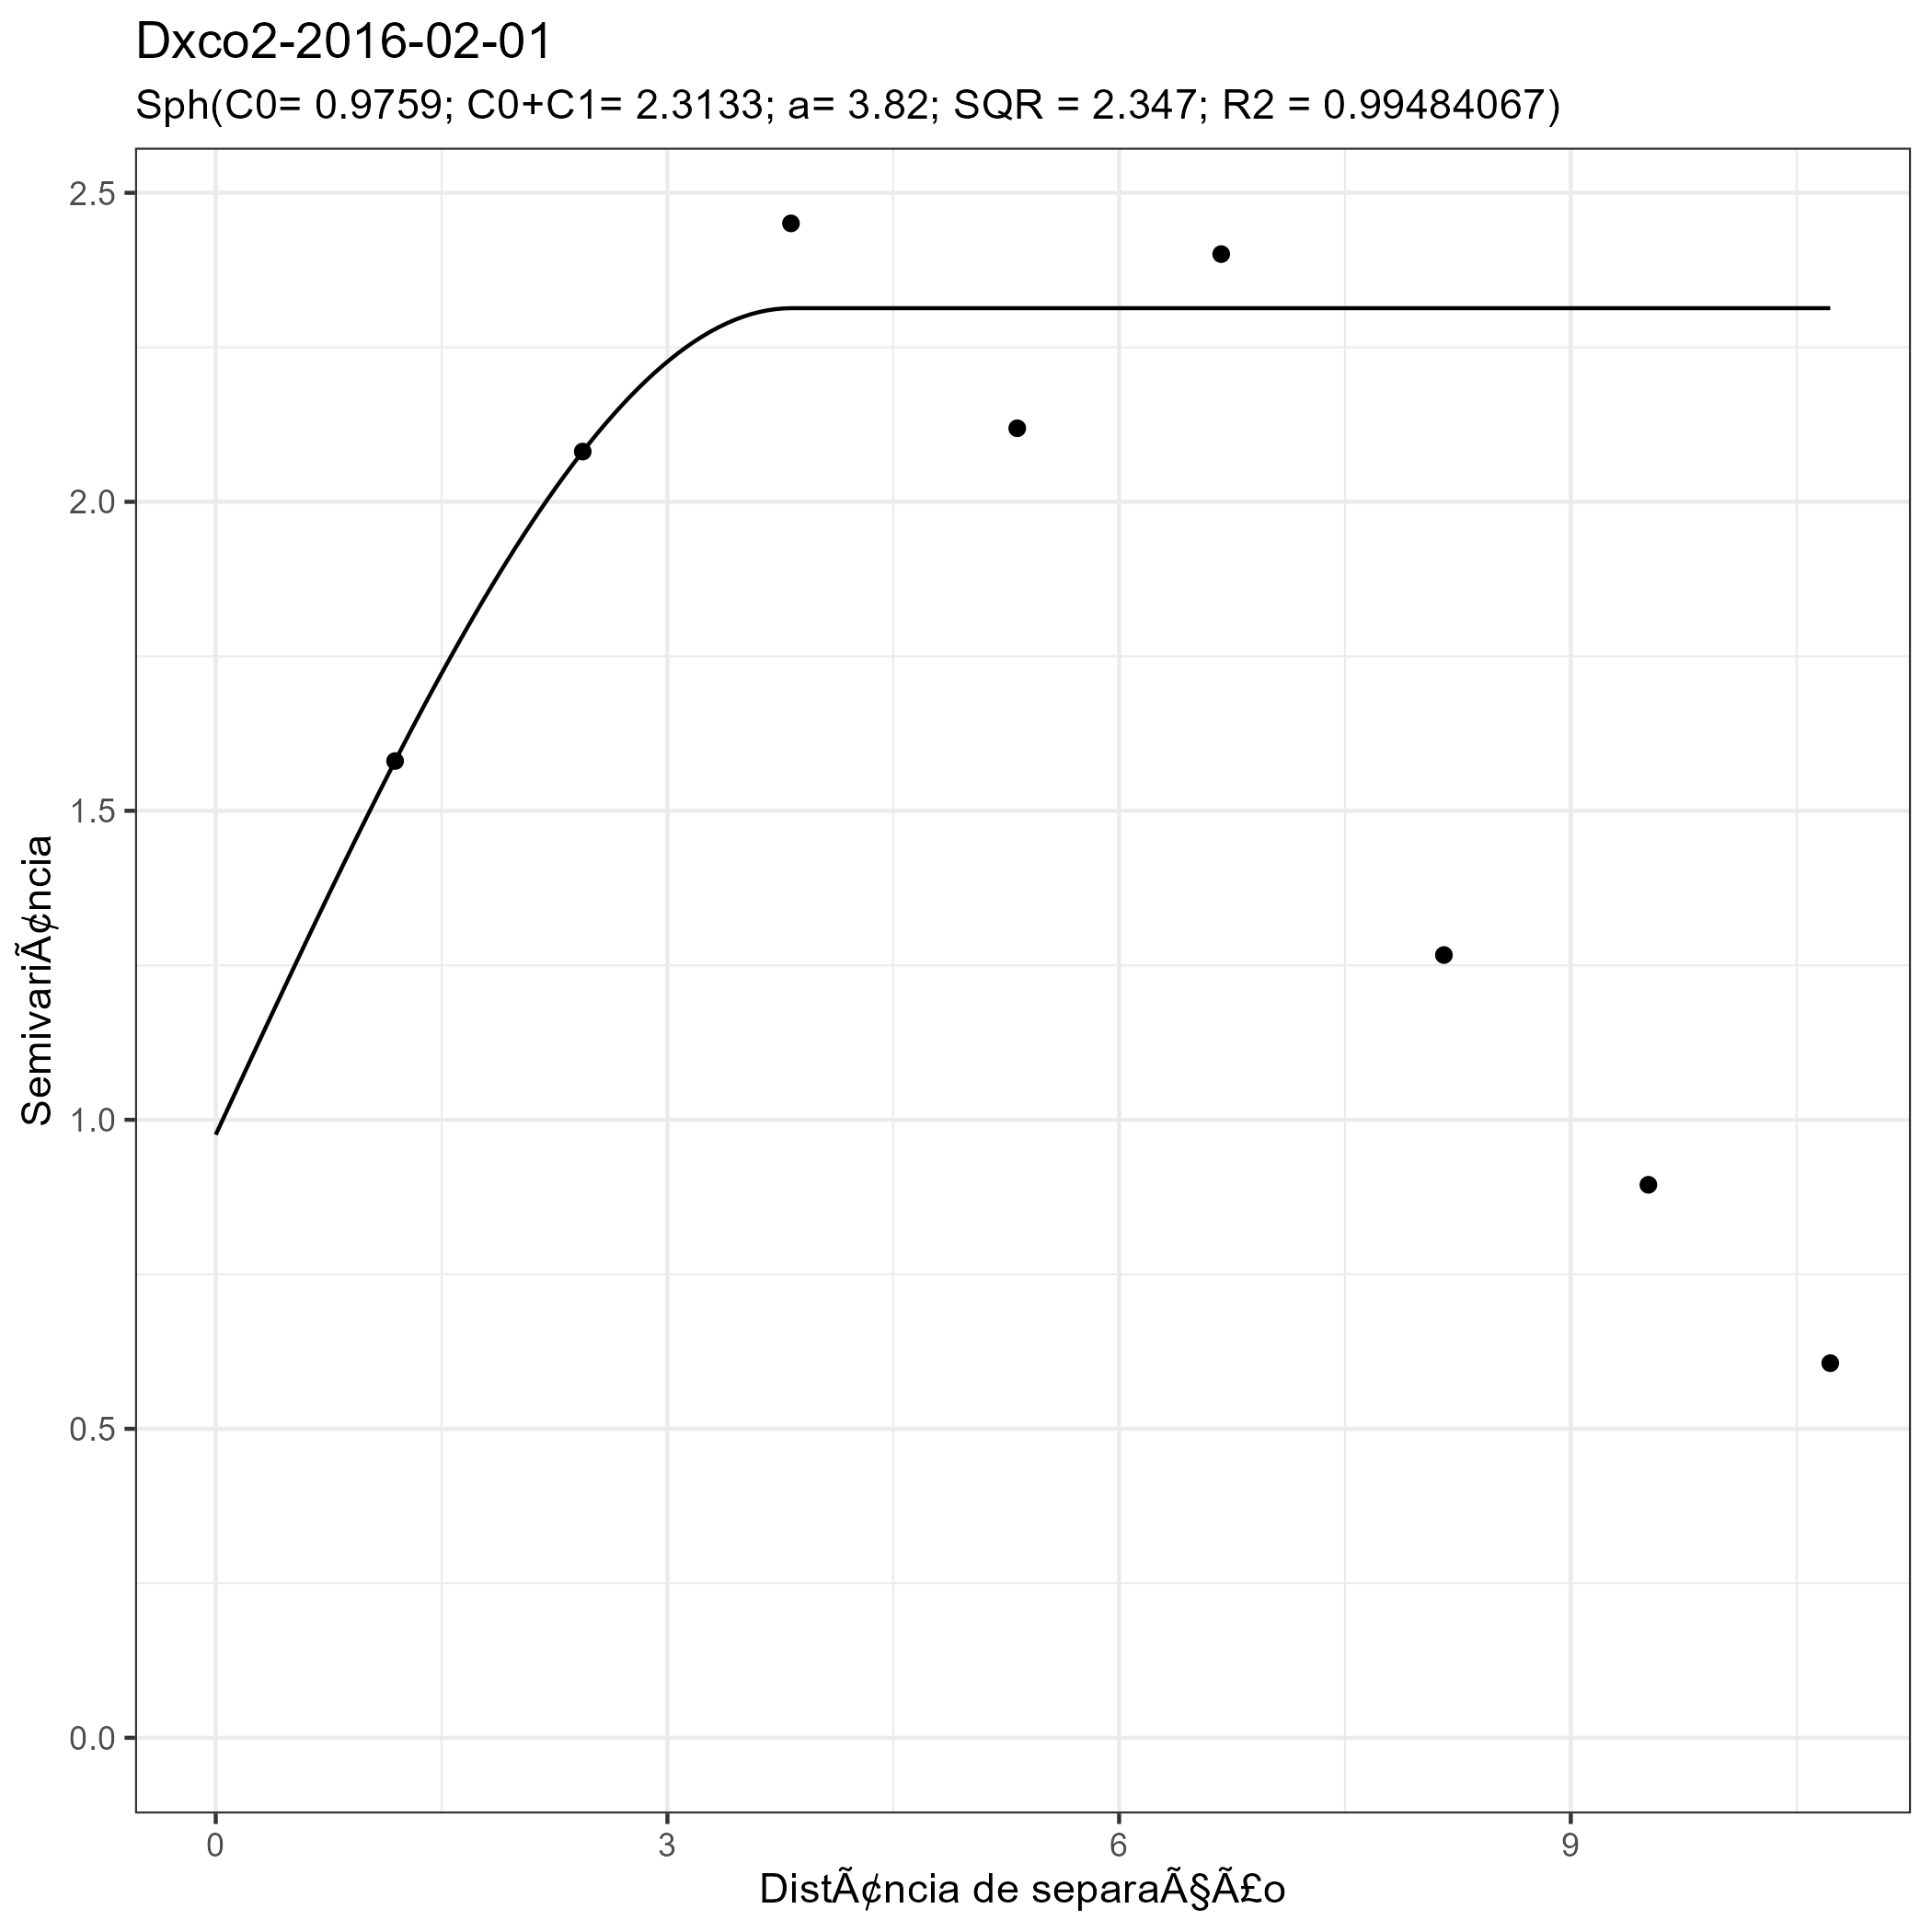 Dxco2-2016-02-01
Sph(C0= 0.9759; C0+C1= 2.3133; a= 3.82; SQR = 2.347; R2 = 0.99484067)
2.5
2.0
1.5
1.0
0.5
0.0
SemivariÃ¢ncia
0 3 6 9
DistÃ¢ncia de separaÃ§Ã£o